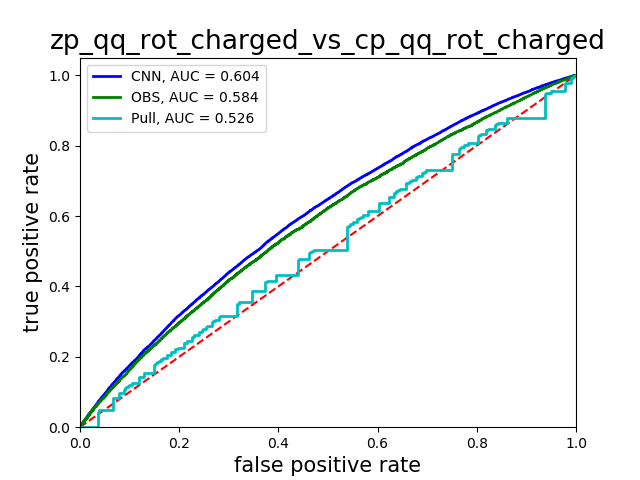 zp_qq_rot_charged_vs_cp_qq_rot_charged
1.0
0.8
0.6
0.4
0.2
0.0
true positive rate
CNN, AUC = 0.604
OBS, AUC = 0.584
Pull, AUC = 0.526
0.0 0.2 0.4 0.6 0.8 1.0
false positive rate